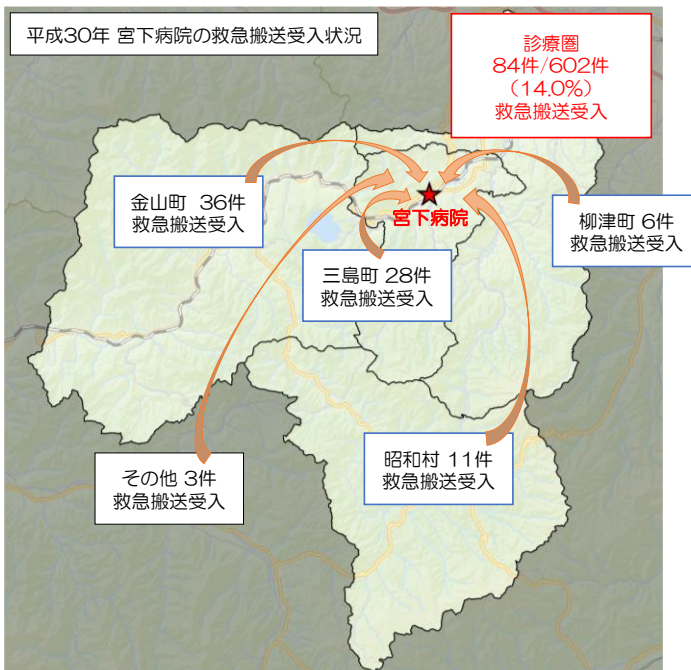 平成30年 宮下病院の救急搬送受入状況
診療圏
84件/602件
（14.0%）
救急搬送受入
金山町 36件
救急搬送受入
宮下病院
柳津町 6件
救急搬送受入
三島町 28件
救急搬送受入
その他 3件
救急搬送受入
昭和村 11件
救急搬送受入